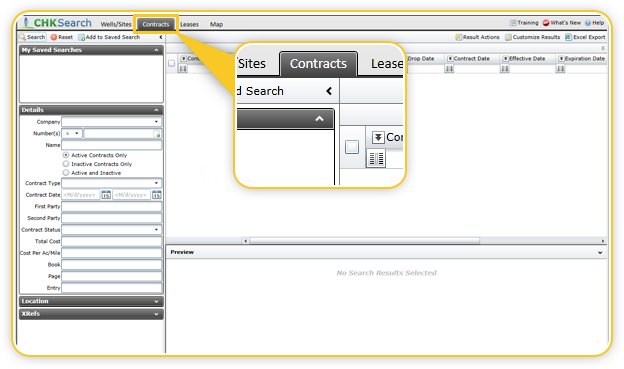 CHKSearch Wells/Sites Contracts Leases Map Training What's New Help
Search Reset Add to Saved Search Result Actions Customize Results Excel Export
My Saved Searches
Drop Date Contract Date Effective Date Expiration Date
/Sites Contracts Lease
d Search
Cor
Details
Company
Number(s) =
Name
Active Contracts Only
Inactive Contracts Only
Active and Inactive
Contract Type
Contract Date <M/d/yyyy> 15 <M/d/yyyy> 15
First Party
Second Party
Contract Status
Total Cost
Cost Per Ac/Mile
Book
Page
Entry
Location
XRefs
Preview
No Search Results Selected